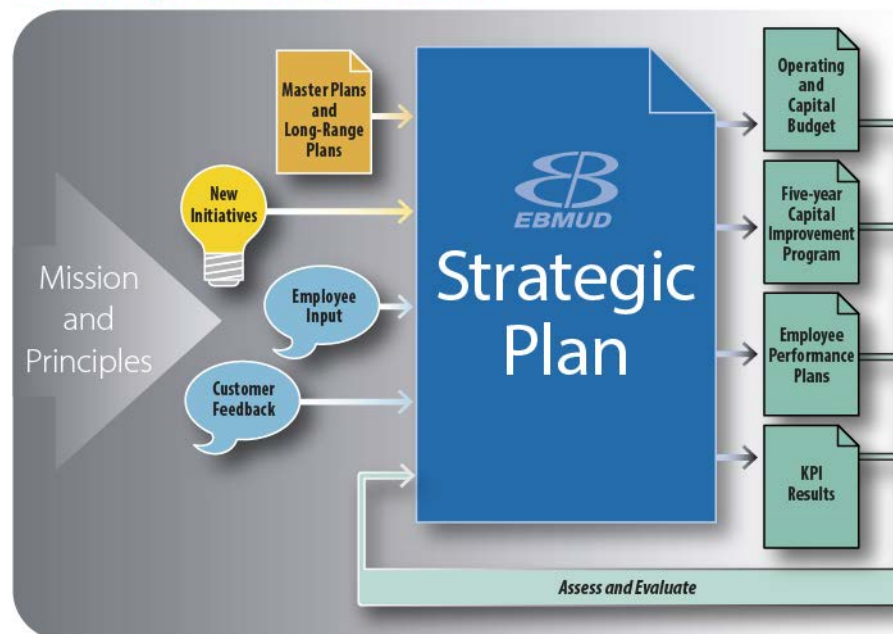 Mission
and
Principles
Master Plans
and
Long-Range
Plans
New
Initiatives
Employee
Input
Customer
Feedback
EBMUD
Strategic
Plan
Operating
and
Capital
Budget
Five-year
Capital
Improvement
Program
Employee
Performance
Plans
KPI
Results
Assess and Evaluate